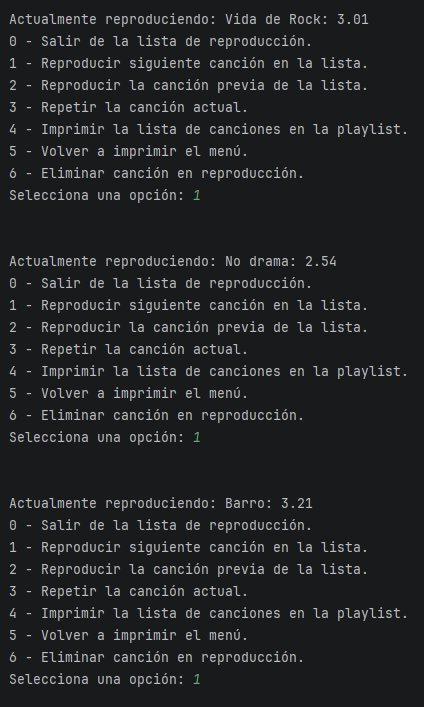 Actualmente reproduciendo: Vida de Rock: 3.01
0 - Salir de la lista de reproducción.
1 - Reproducir siguiente canción en la lista.
2 - Reproducir la canción previa de la lista.
3 - Repetir la canción actual.
4 - Imprimir la lista de canciones en la playlist.
5 - Volver a imprimir el menú.
6 - Eliminar canción en reproducción.
Selecciona una opción: 1
Actualmente reproduciendo: No drama: 2.54
0 - Salir de la lista de reproducción.
1 - Reproducir siguiente canción en la lista.
2 - Reproducir la canción previa de la lista.
3 - Repetir la canción actual.
4 - Imprimir la lista de canciones en la playlist.
5 - Volver a imprimir el menú.
6 - Eliminar canción en reproducción.
Selecciona una opción: 1
Actualmente reproduciendo: Barro: 3.21
0 - Salir de la lista de reproducción.
1 - Reproducir siguiente canción en la lista.
2 - Reproducir la canción previa de la lista.
3 - Repetir la canción actual.
4 - Imprimir la lista de canciones en la playlist.
5 - Volver a imprimir el menú.
6 - Eliminar canción en reproducción.
Selecciona una opción: 1